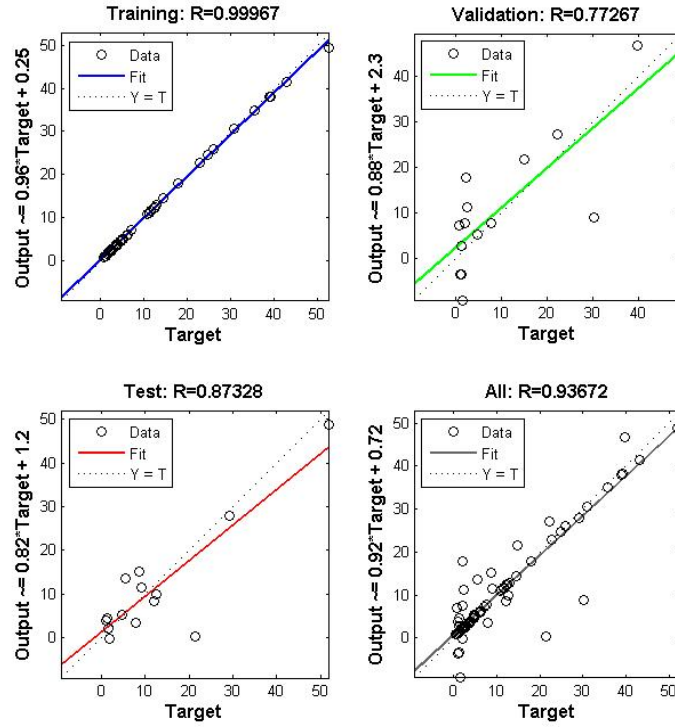 Training: R=0.99967
Output ~= 0.96*Target + 0.25
50
40
30
20
10
0
Data
Fit
Y = T
0 10 20 30 40 50
Target
Validation: R=0.77267
Output ~= 0.88*Target + 2.3
40
30
20
10
0
Data
Fit
Y = T
0 10 20 30 40
Target
Test: R=0.87328
Output ~= 0.82*Target + 1.2
50
40
30
20
10
0
Data
Fit
Y = T
0 10 20 30 40 50
Target
All: R=0.93672
Output ~= 0.92*Target + 0.72
50
40
30
20
10
0
Data
Fit
Y = T
0 10 20 30 40 50
Target